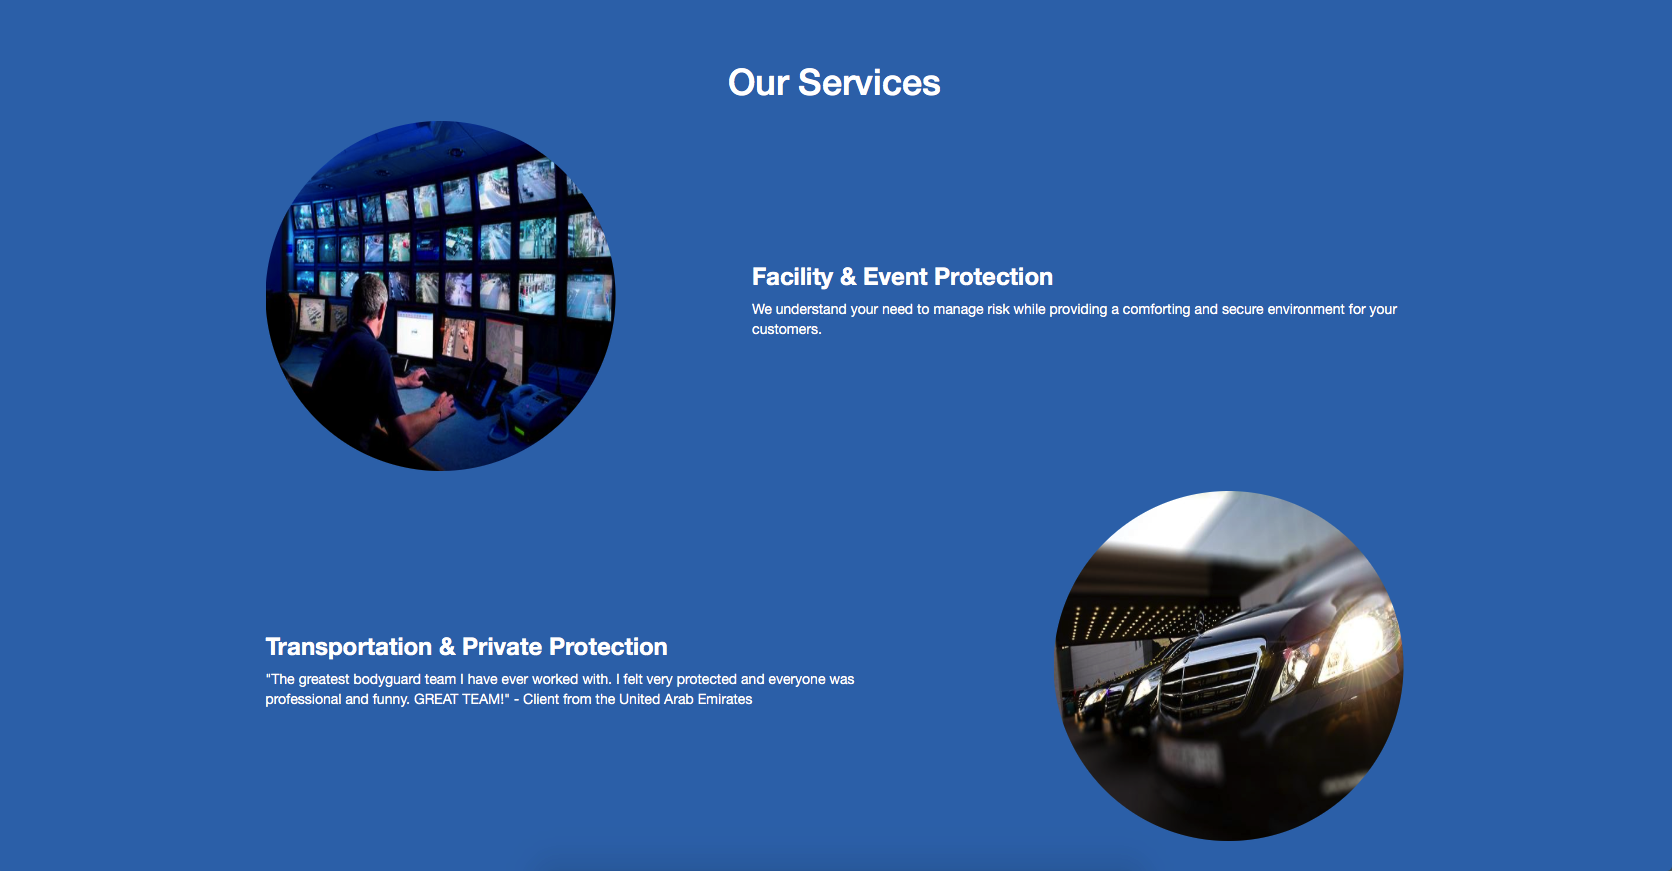 Our Services
Facility & Event Protection
We understand your need to manage risk while providing a comforting and secure environment for your
customers.
Transportation & Private Protection
"The greatest bodyguard team I have ever worked with. I felt very protected and everyone was
professional and funny. GREAT TEAM!" - Client from the United Arab Emirates